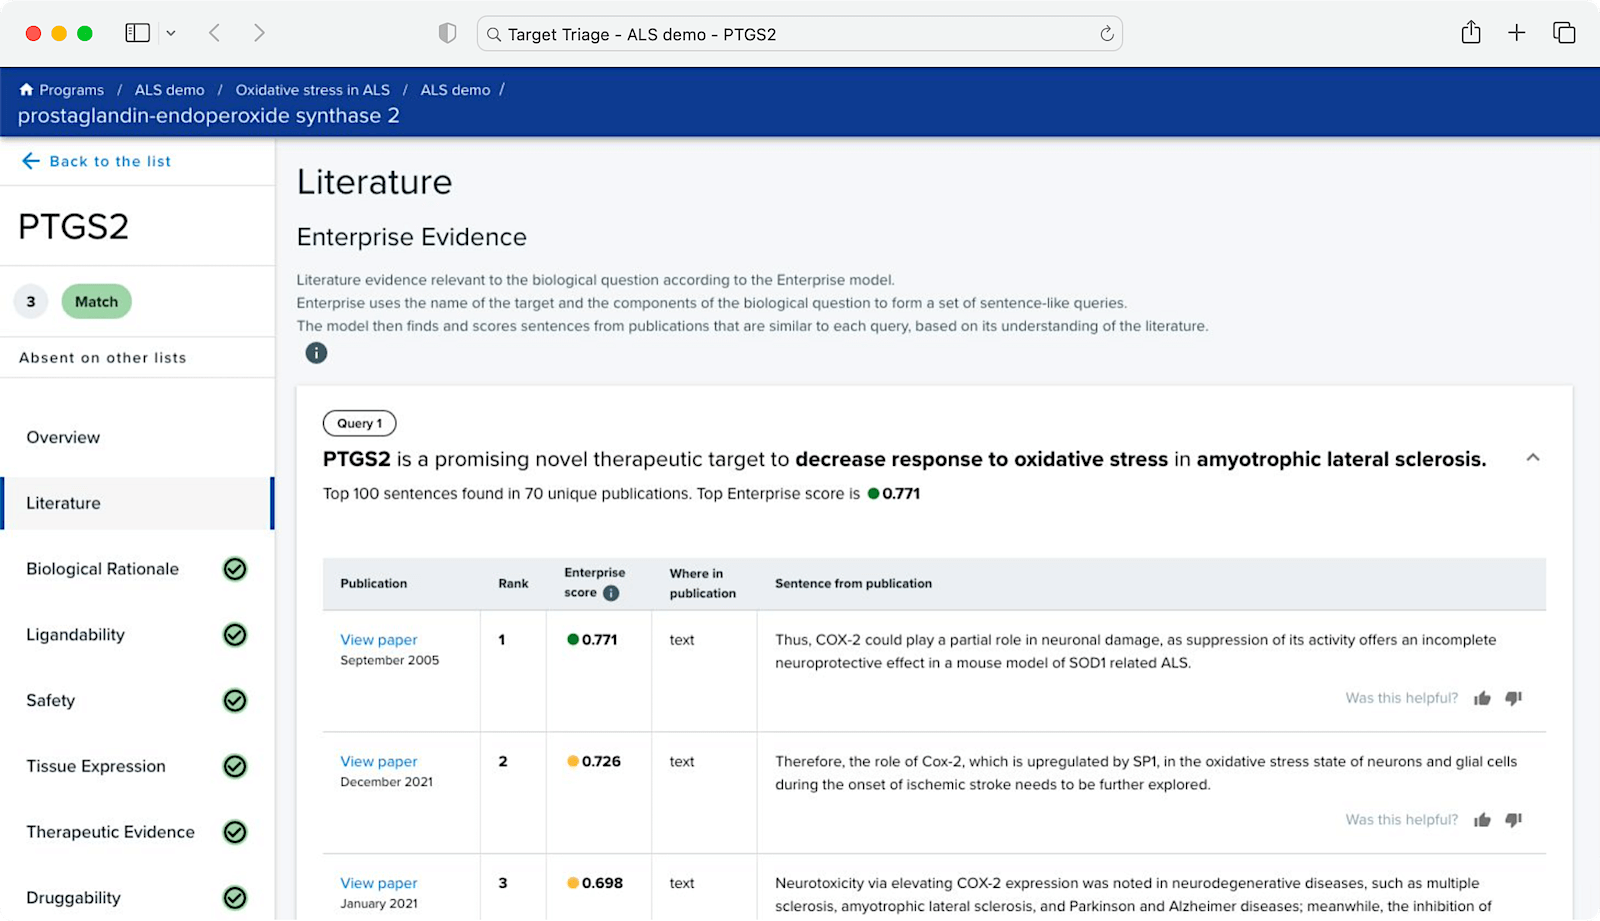 Target Triage - ALS demo - PTGS2
Programs / ALS demo / Oxidative stress in ALS / ALS demo /
prostaglandin-endoperoxide synthase 2
Back to the list
PTGS2
3 Match
Absent on other lists
Overview
Literature
Biological Rationale
Ligandability
Safety
Tissue Expression
Therapeutic Evidence
Druggability
Literature
Enterprise Evidence
Literature evidence relevant to the biological question according to the Enterprise model.
Enterprise uses the name of the target and the components of the biological question to form a set of sentence-like queries.
The model then finds and scores sentences from publications that are similar to each query, based on its understanding of the literature.
i
Query 1
PTGS2 is a promising novel therapeutic target to decrease response to oxidative stress in amyotrophic lateral sclerosis.
Top 100 sentences found in 70 unique publications. Top Enterprise score is 0.771
Publication
Rank
Enterprise
score i
Where in
publication
Sentence from publication
View paper
September 2005
1
0.771
text
Thus, COX-2 could play a partial role in neuronal damage, as suppression of its activity offers an incomplete
neuroprotective effect in a mouse model of SOD1 related ALS.
Was this helpful?
View paper
December 2021
2
0.726
text
Therefore, the role of Cox-2, which is upregulated by SP1, in the oxidative stress state of neurons and glial cells
during the onset of ischemic stroke needs to be further explored.
Was this helpful?
View paper
January 2021
3
0.698
text
Neurotoxicity via elevating COX-2 expression was noted in neurodegenerative diseases, such as multiple
sclerosis, amyotrophic lateral sclerosis, and Parkinson and Alzheimer diseases; meanwhile, the inhibition of